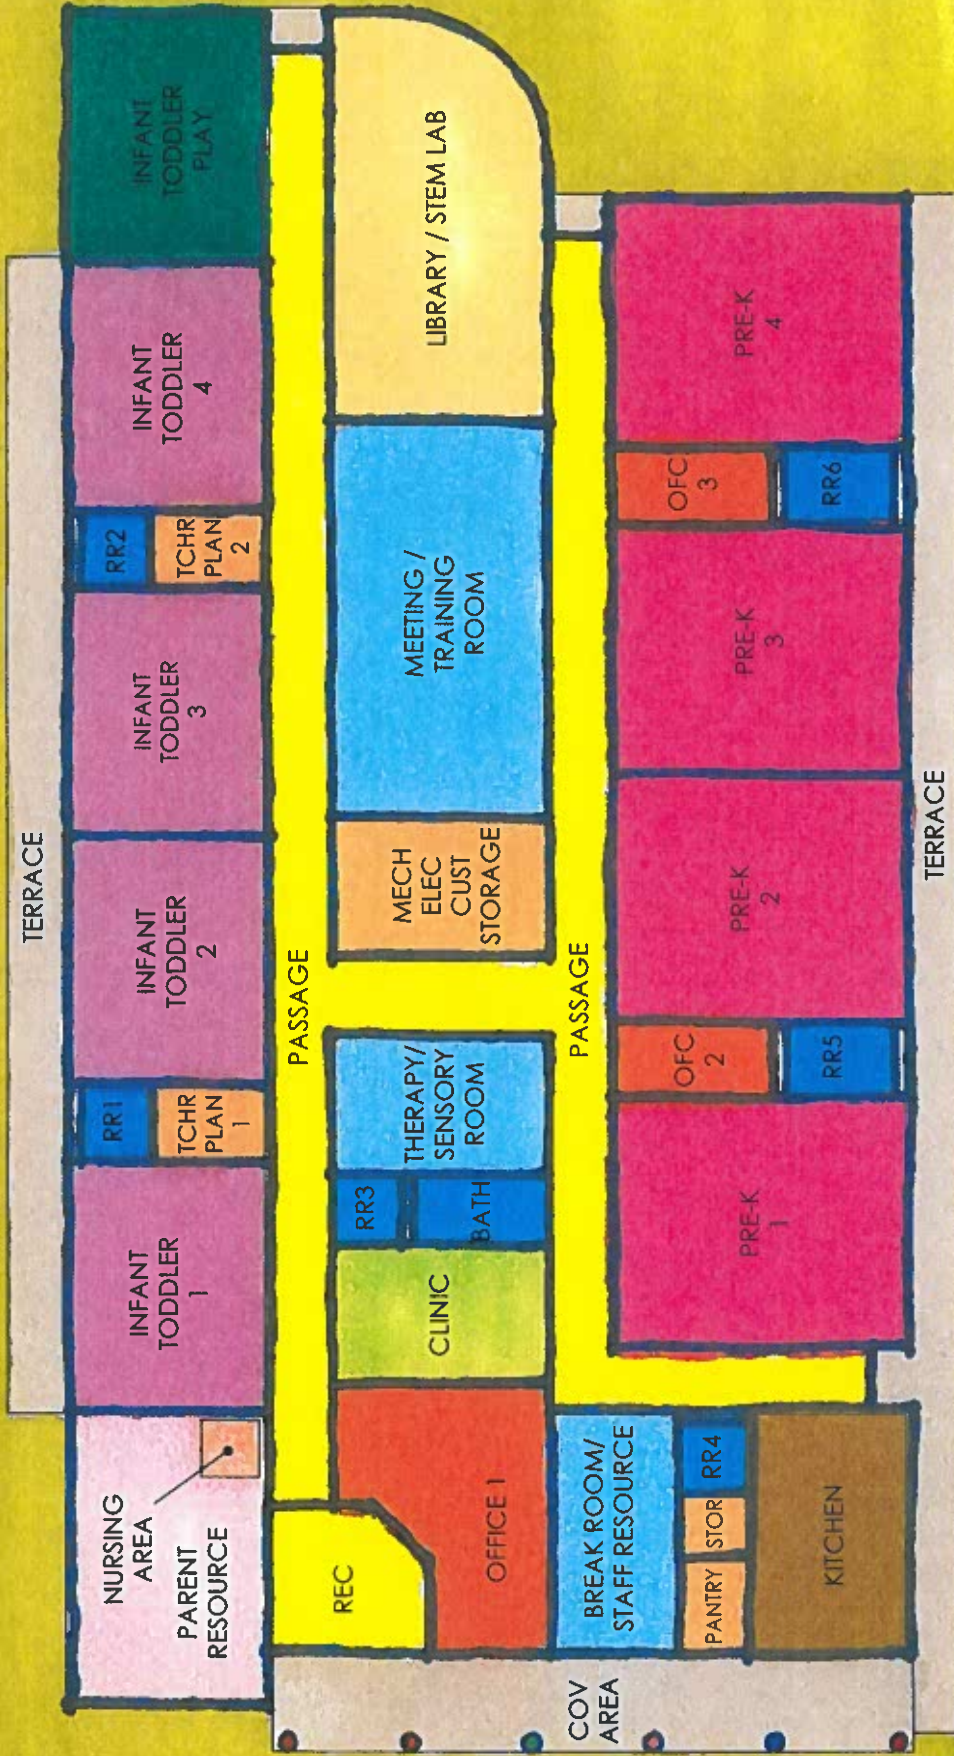 TERRACE
NURSING
AREA
PARENT
RESOURCE
INFANT
TODDLER
1
RR1
TCHR
PLAN
1
INFANT
TODDLER
2
INFANT
TODDLER
3
RR2
TCHR
PLAN
2
INFANT
TODDLER
4
INFANT
TODDLER
PLAY
PASSAGE
REC
OFFICE 1
CLINIC
RR3
BATH
THERAPY/
SENSORY
ROOM
MECH
ELEC
CUST
STORAGE
MEETING /
TRAINING
ROOM
LIBRARY / STEM LAB
PASSAGE
COV
AREA
BREAK ROOM/
STAFF RESOURCE
PANTRY
STOR
RR4
KITCHEN
PRE-K
1
OFC
2
RR5
PRE-K
2
PRE-K
3
OFC
3
RR6
PRE-K
4
TERRACE